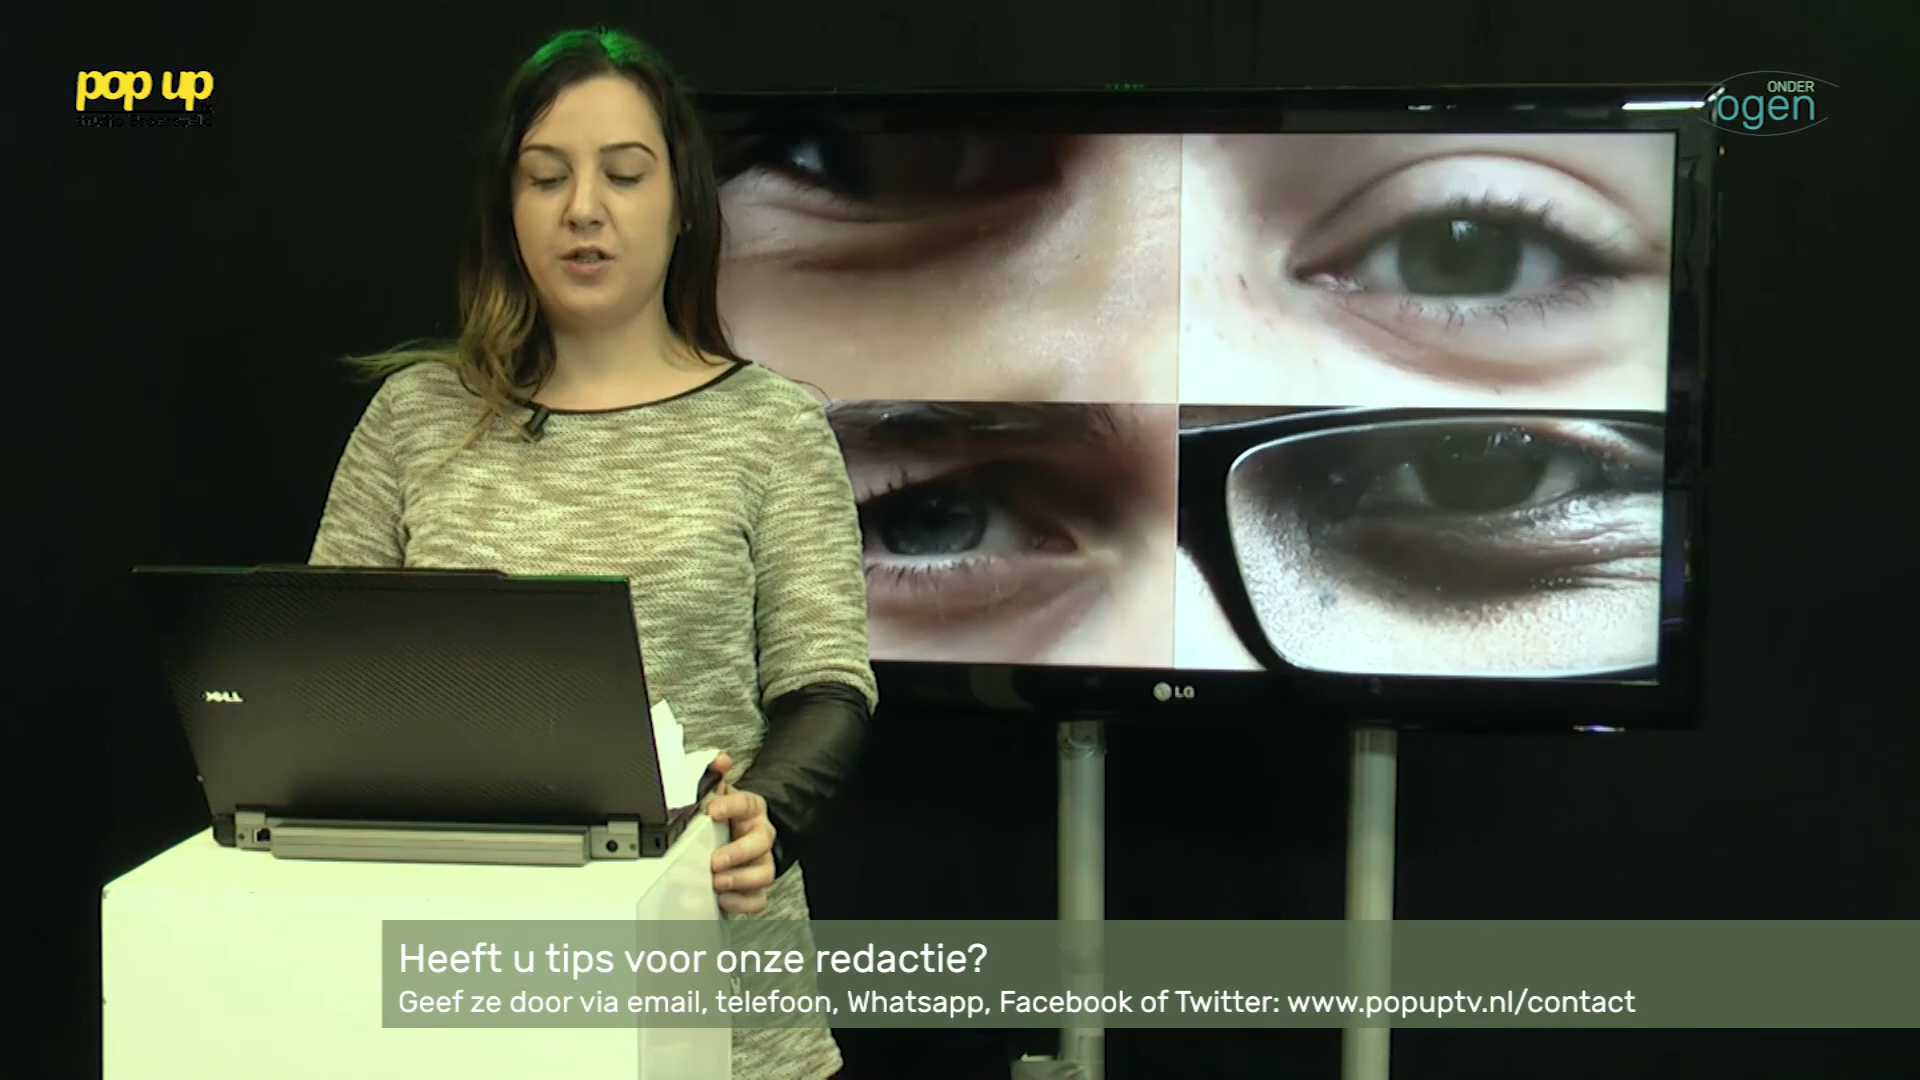 pop up
ONDER
ogen
DELL
LG
Heeft u tips voor onze redactie?
Geef ze door via email, telefoon, Whatsapp, Facebook of Twitter: www.popuptv.nl/contact